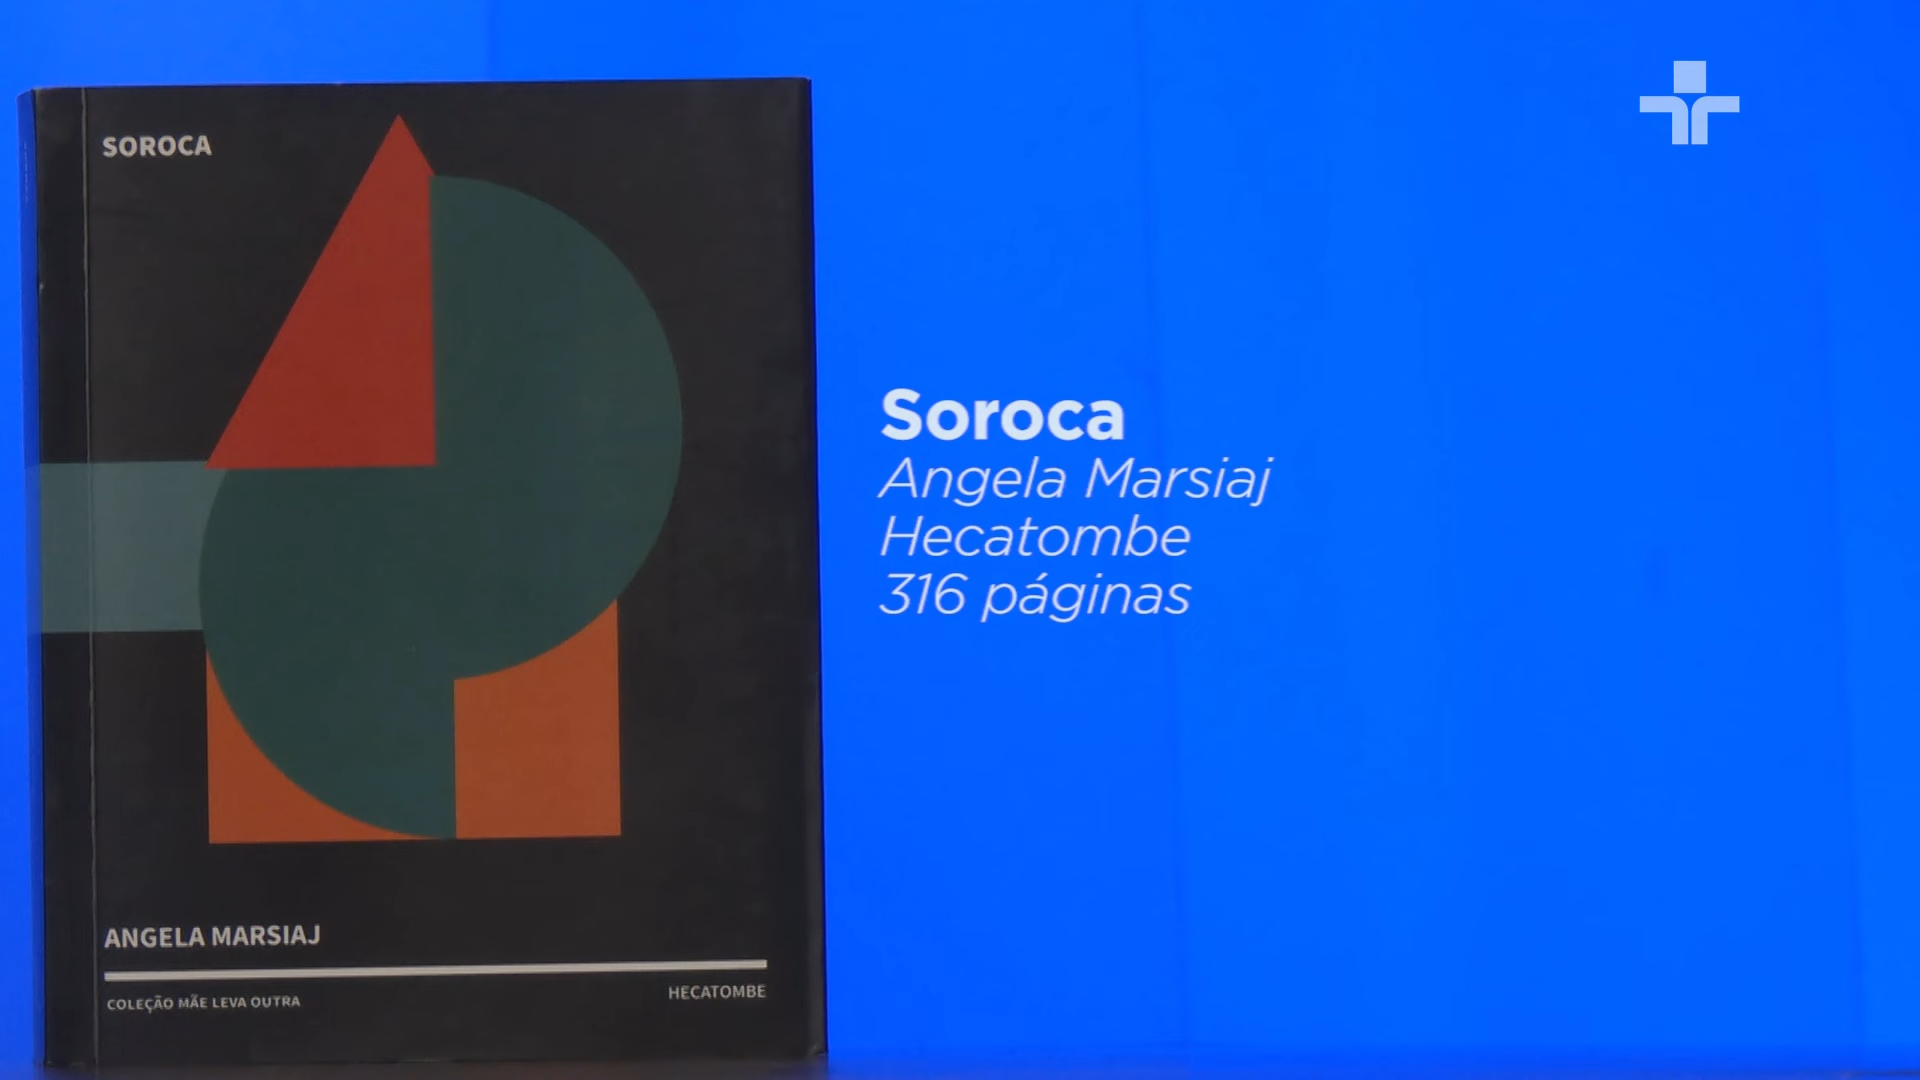 SOROCA
ANGELA MARSIAJ
COLEÇÃO MÃE LEVA OUTRA
HECATOMBE
Soroca
Angela Marsiaj
Hecatombe
316 páginas